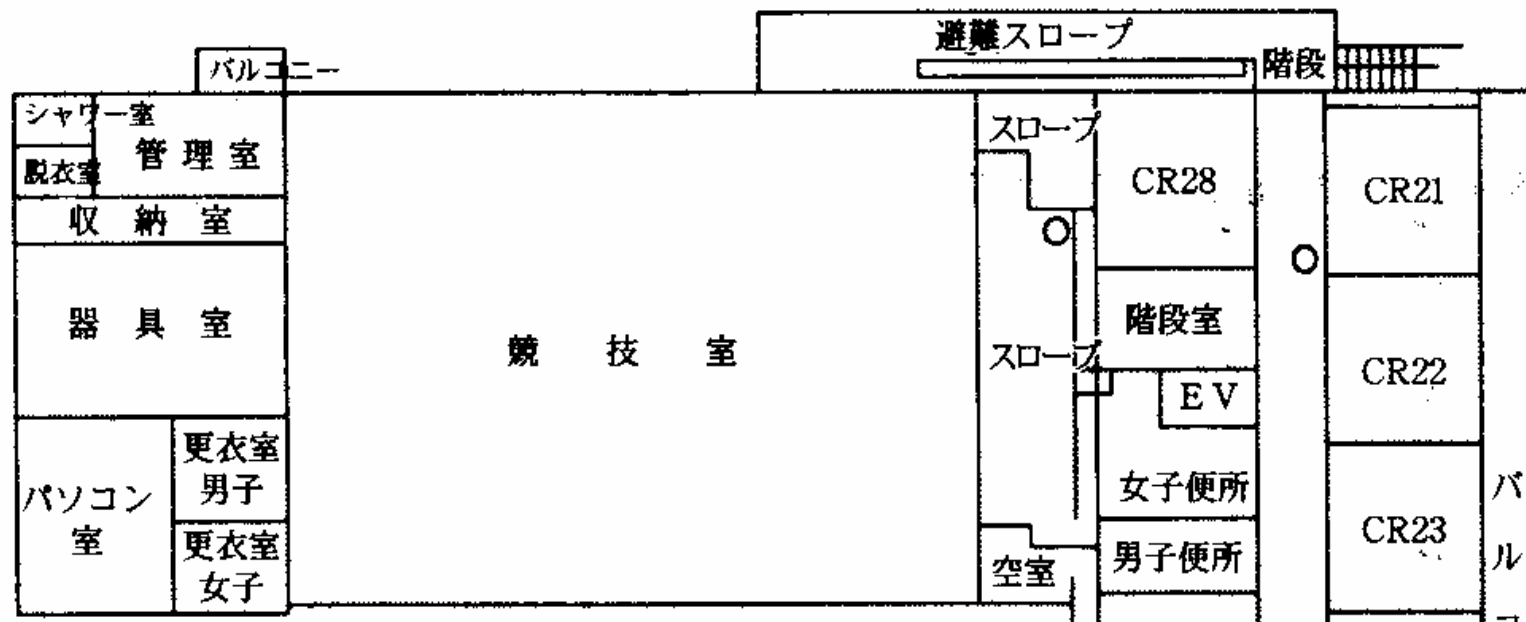 避難スロープ
階段
バルコニー
シャワー室
脱衣室
管理室
収納室
器具室
パソコン
室
更衣室
男子
更衣室
女子
競技室
スロープ
スロープ
空室
CR28
階段室
EV
女子便所
男子便所
CR21
CR22
CR23
バ
ル